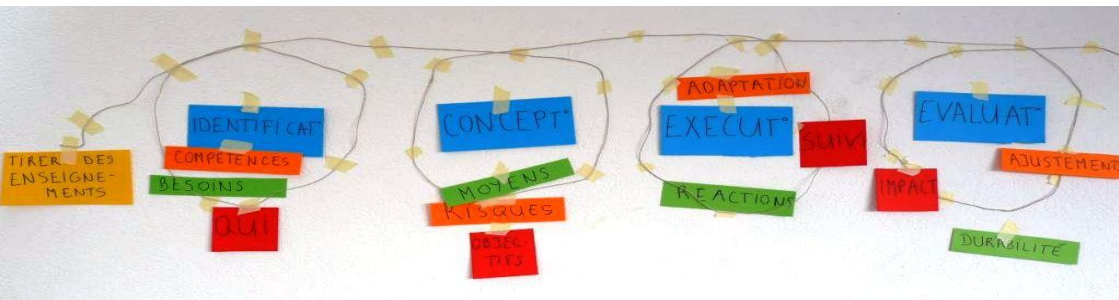 TIRER DES
ENSEIGNE-
MENTS
IDENTIFICAT°
COMPÉTENCES
BESOINS
QUI
CONCEPT°
MOYENS
RISQUES
OBJEC-
TIFS
ADAPTATION
EXECUT°
SUIVI
REACTIONS
EVALUAT°
AJUSTEMENT
IMPACT
DURABILITÉ